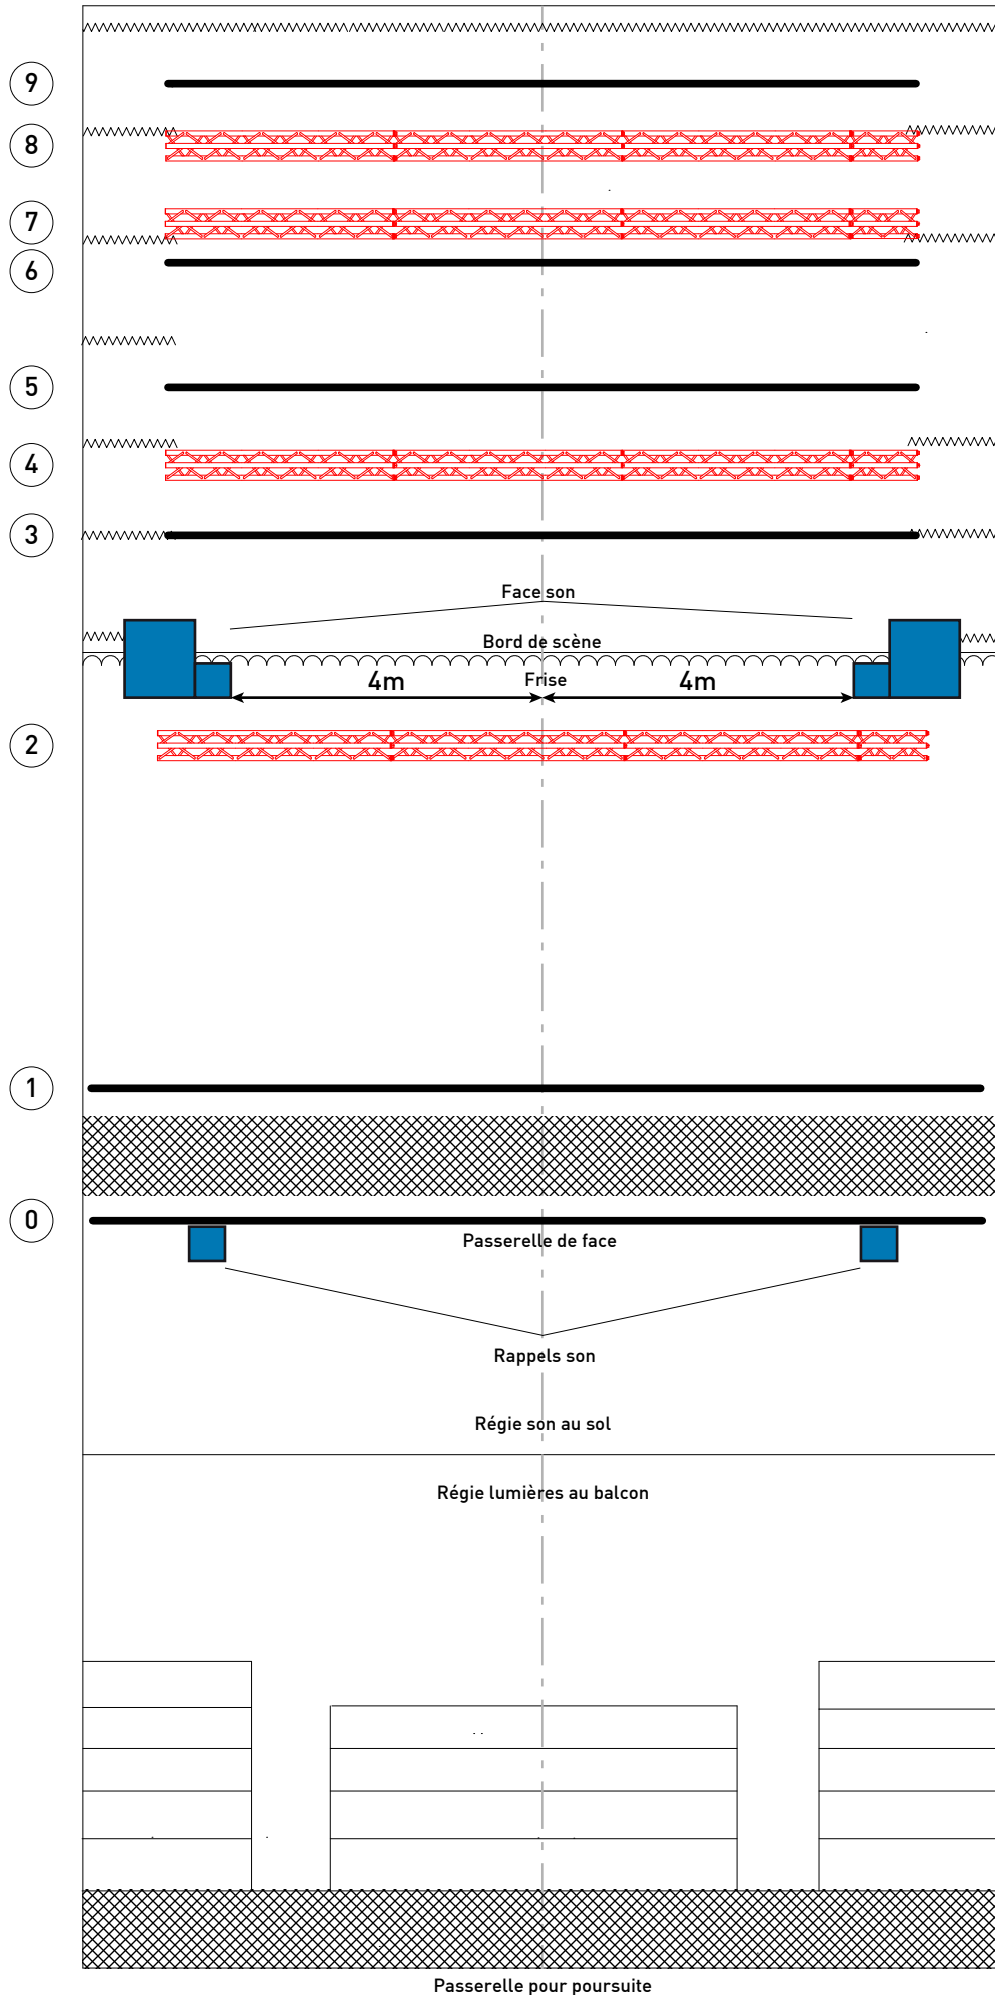 9
8
7
6
5
4
3
Face son
Bord de scène
4m
Frise
4m
2
1
0
Passerelle de face
Rappels son
Régie son au sol
Régie lumières au balcon
Passerelle pour poursuite